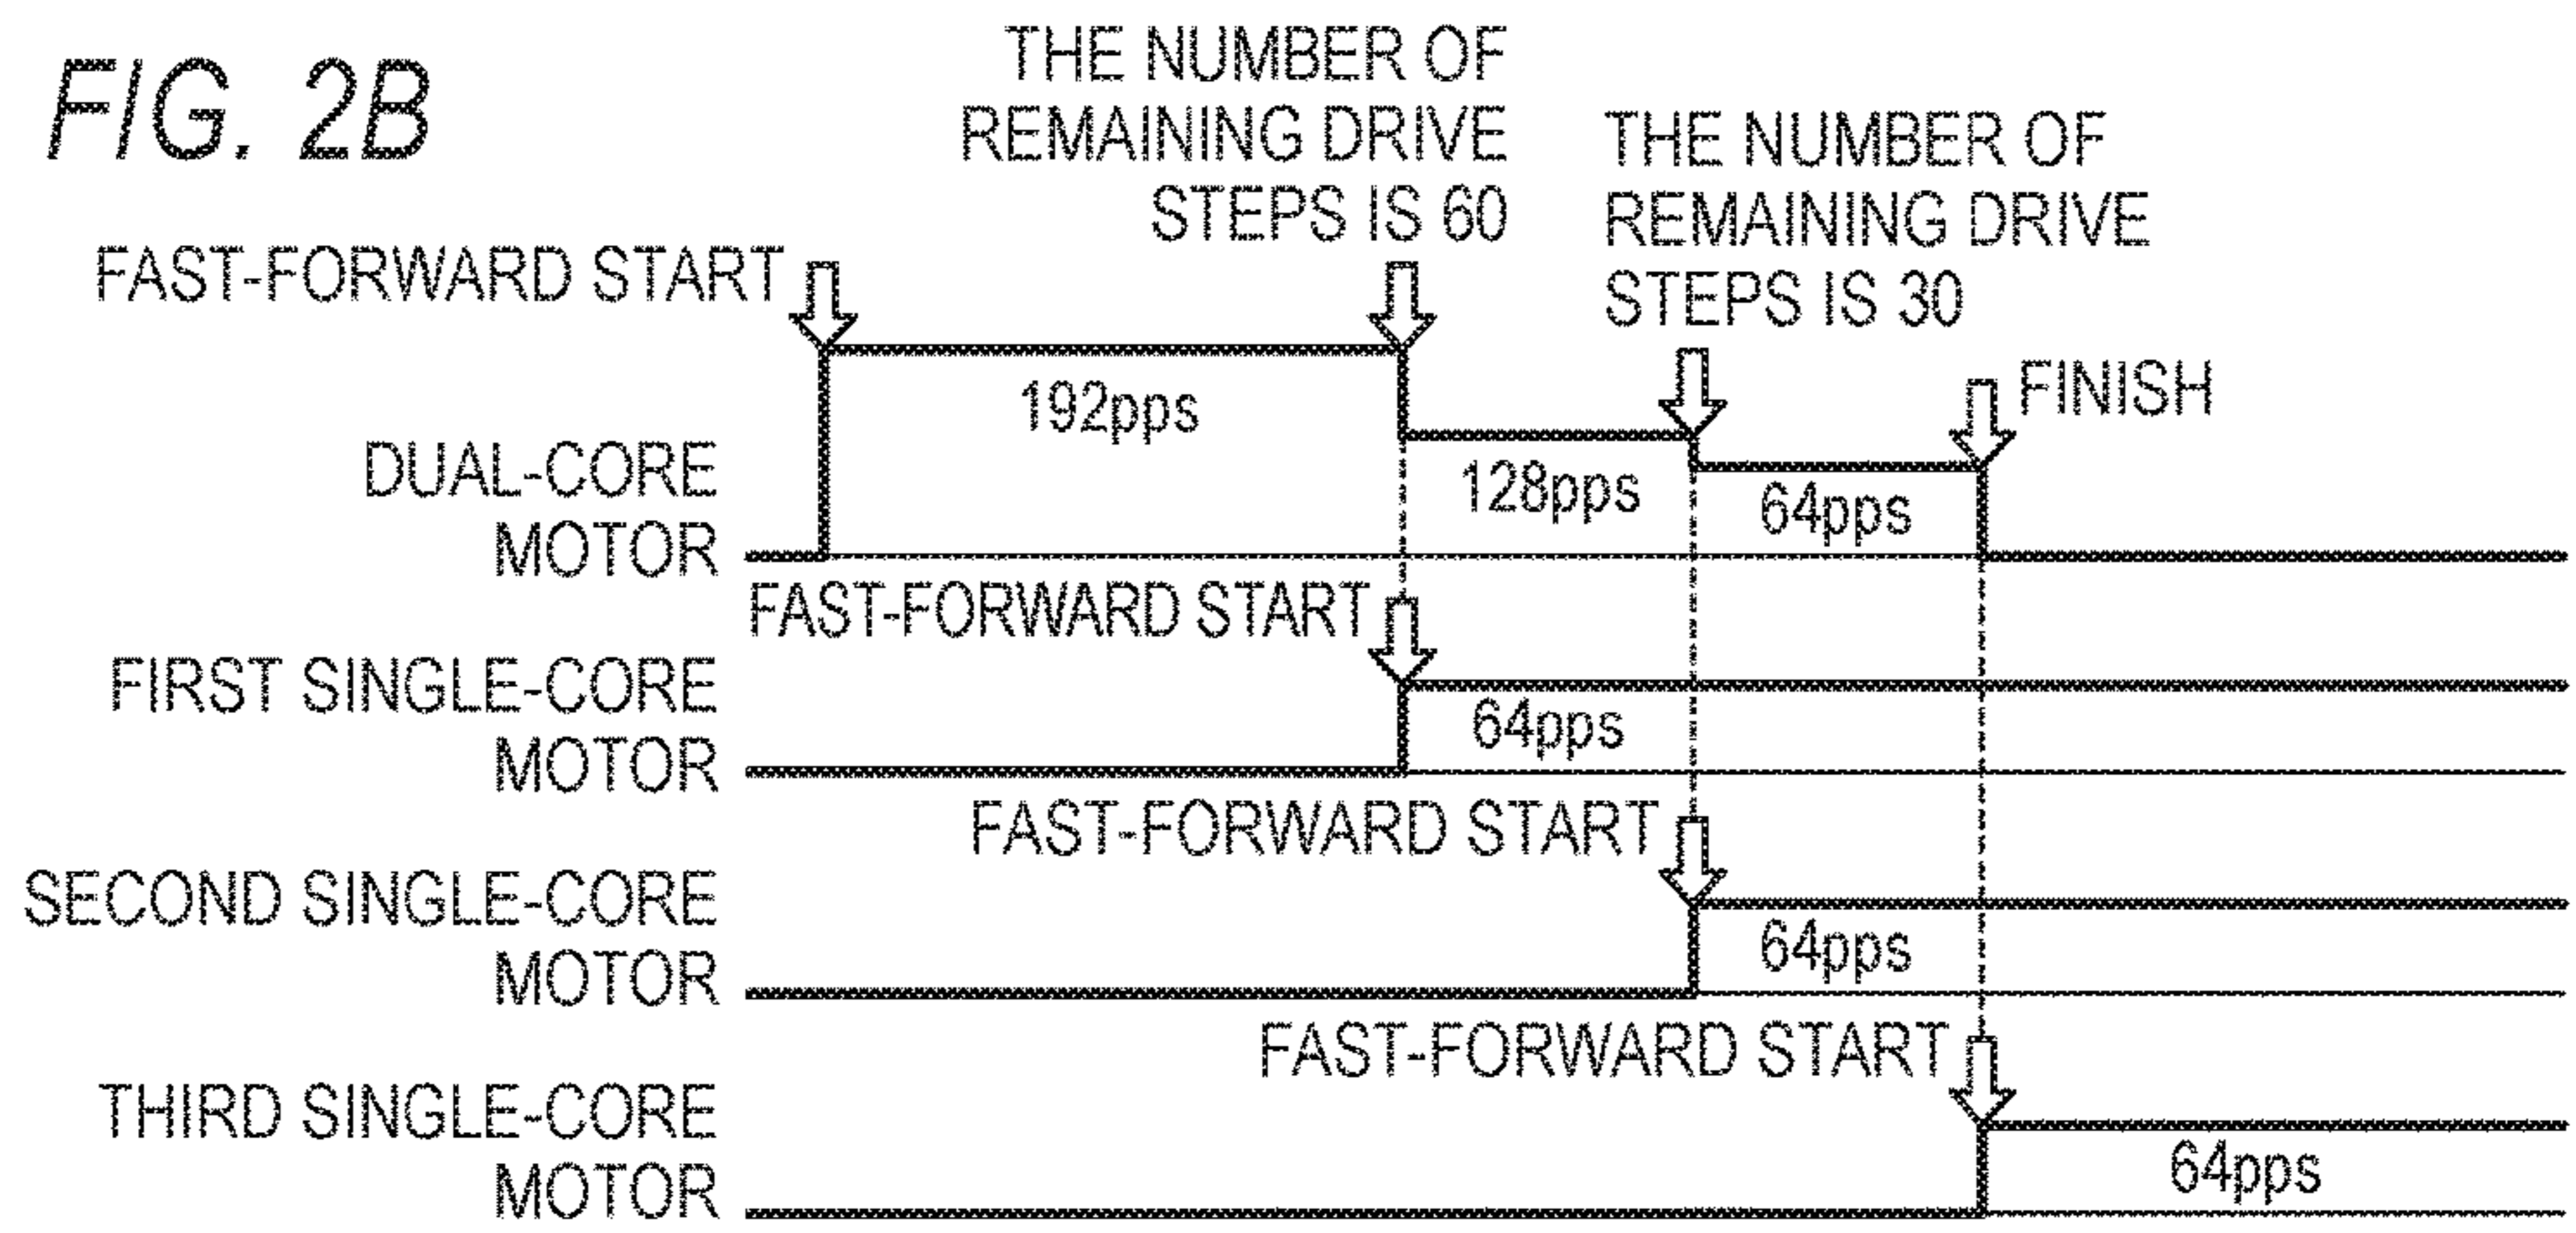 FIG. 2B
THE NUMBER OF
REMAINING DRIVE
STEPS IS 60
THE NUMBER OF
REMAINING DRIVE
STEPS IS 30
FAST-FORWARD START
FINISH
192pps
128pps
64pps
DUAL-CORE
MOTOR
FAST-FORWARD START
FIRST SINGLE-CORE
MOTOR
64pps
FAST-FORWARD START
SECOND SINGLE-CORE
MOTOR
64pps
FAST-FORWARD START
THIRD SINGLE-CORE
MOTOR
64pps